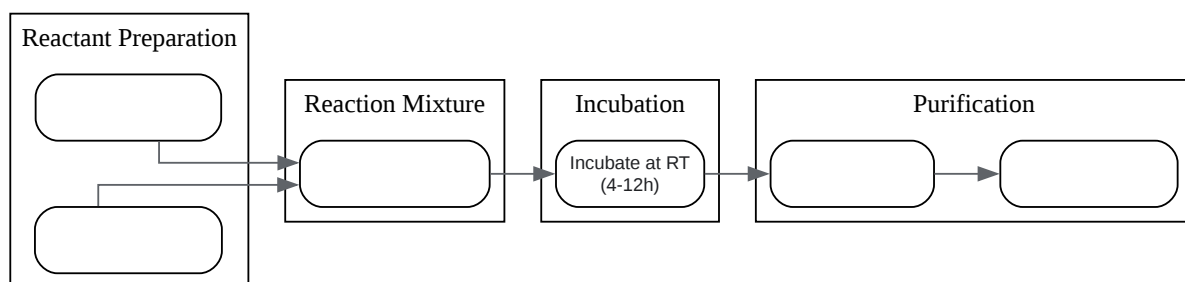 Reactant Preparation
Reaction Mixture
Incubation
Purification
Incubate at RT
(4-12h)